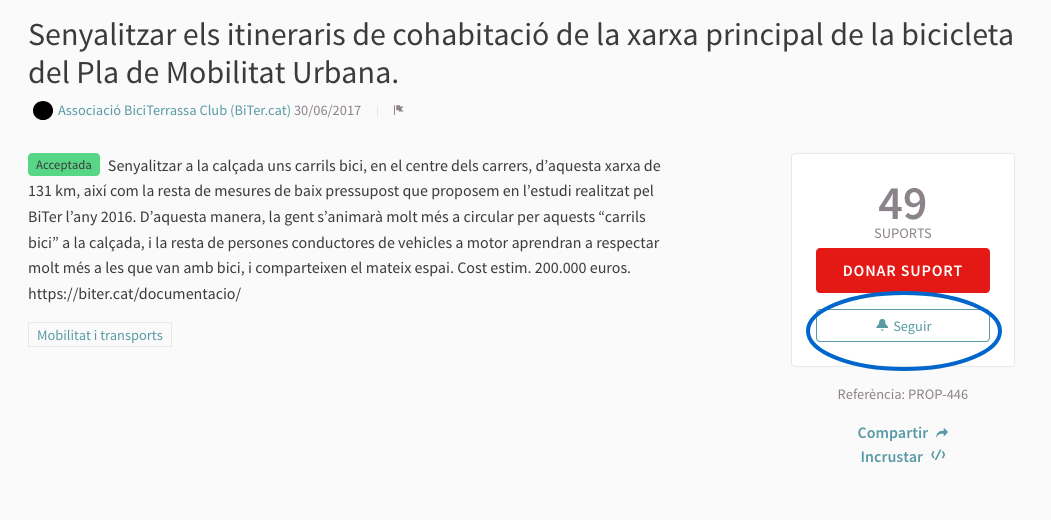 Senyalitzar els itineraris de cohabitació de la xarxa principal de la bicicleta
del Pla de Mobilitat Urbana.
Associació BiciTerrassa Club (BiTer.cat) 30/06/2017
Acceptada Senyalitzar a la calçada uns carrils bici, en el centre dels carrers, d’aquesta xarxa de
131 km, així com la resta de mesures de baix pressupost que proposem en l’estudi realitzat pel
BiTer l’any 2016. D’aquesta manera, la gent s’animarà molt més a circular per aquests “carrils
bici” a la calçada, i la resta de persones conductores de vehicles a motor aprendran a respectar
molt més a les que van amb bici, i comparteixen el mateix espai. Cost estim. 200.000 euros.
https://biter.cat/documentacio/
Mobilitat i transports
49
SUPORTS
DONAR SUPORT
Seguir
Referència: PROP-446
Compartir
Incrustar